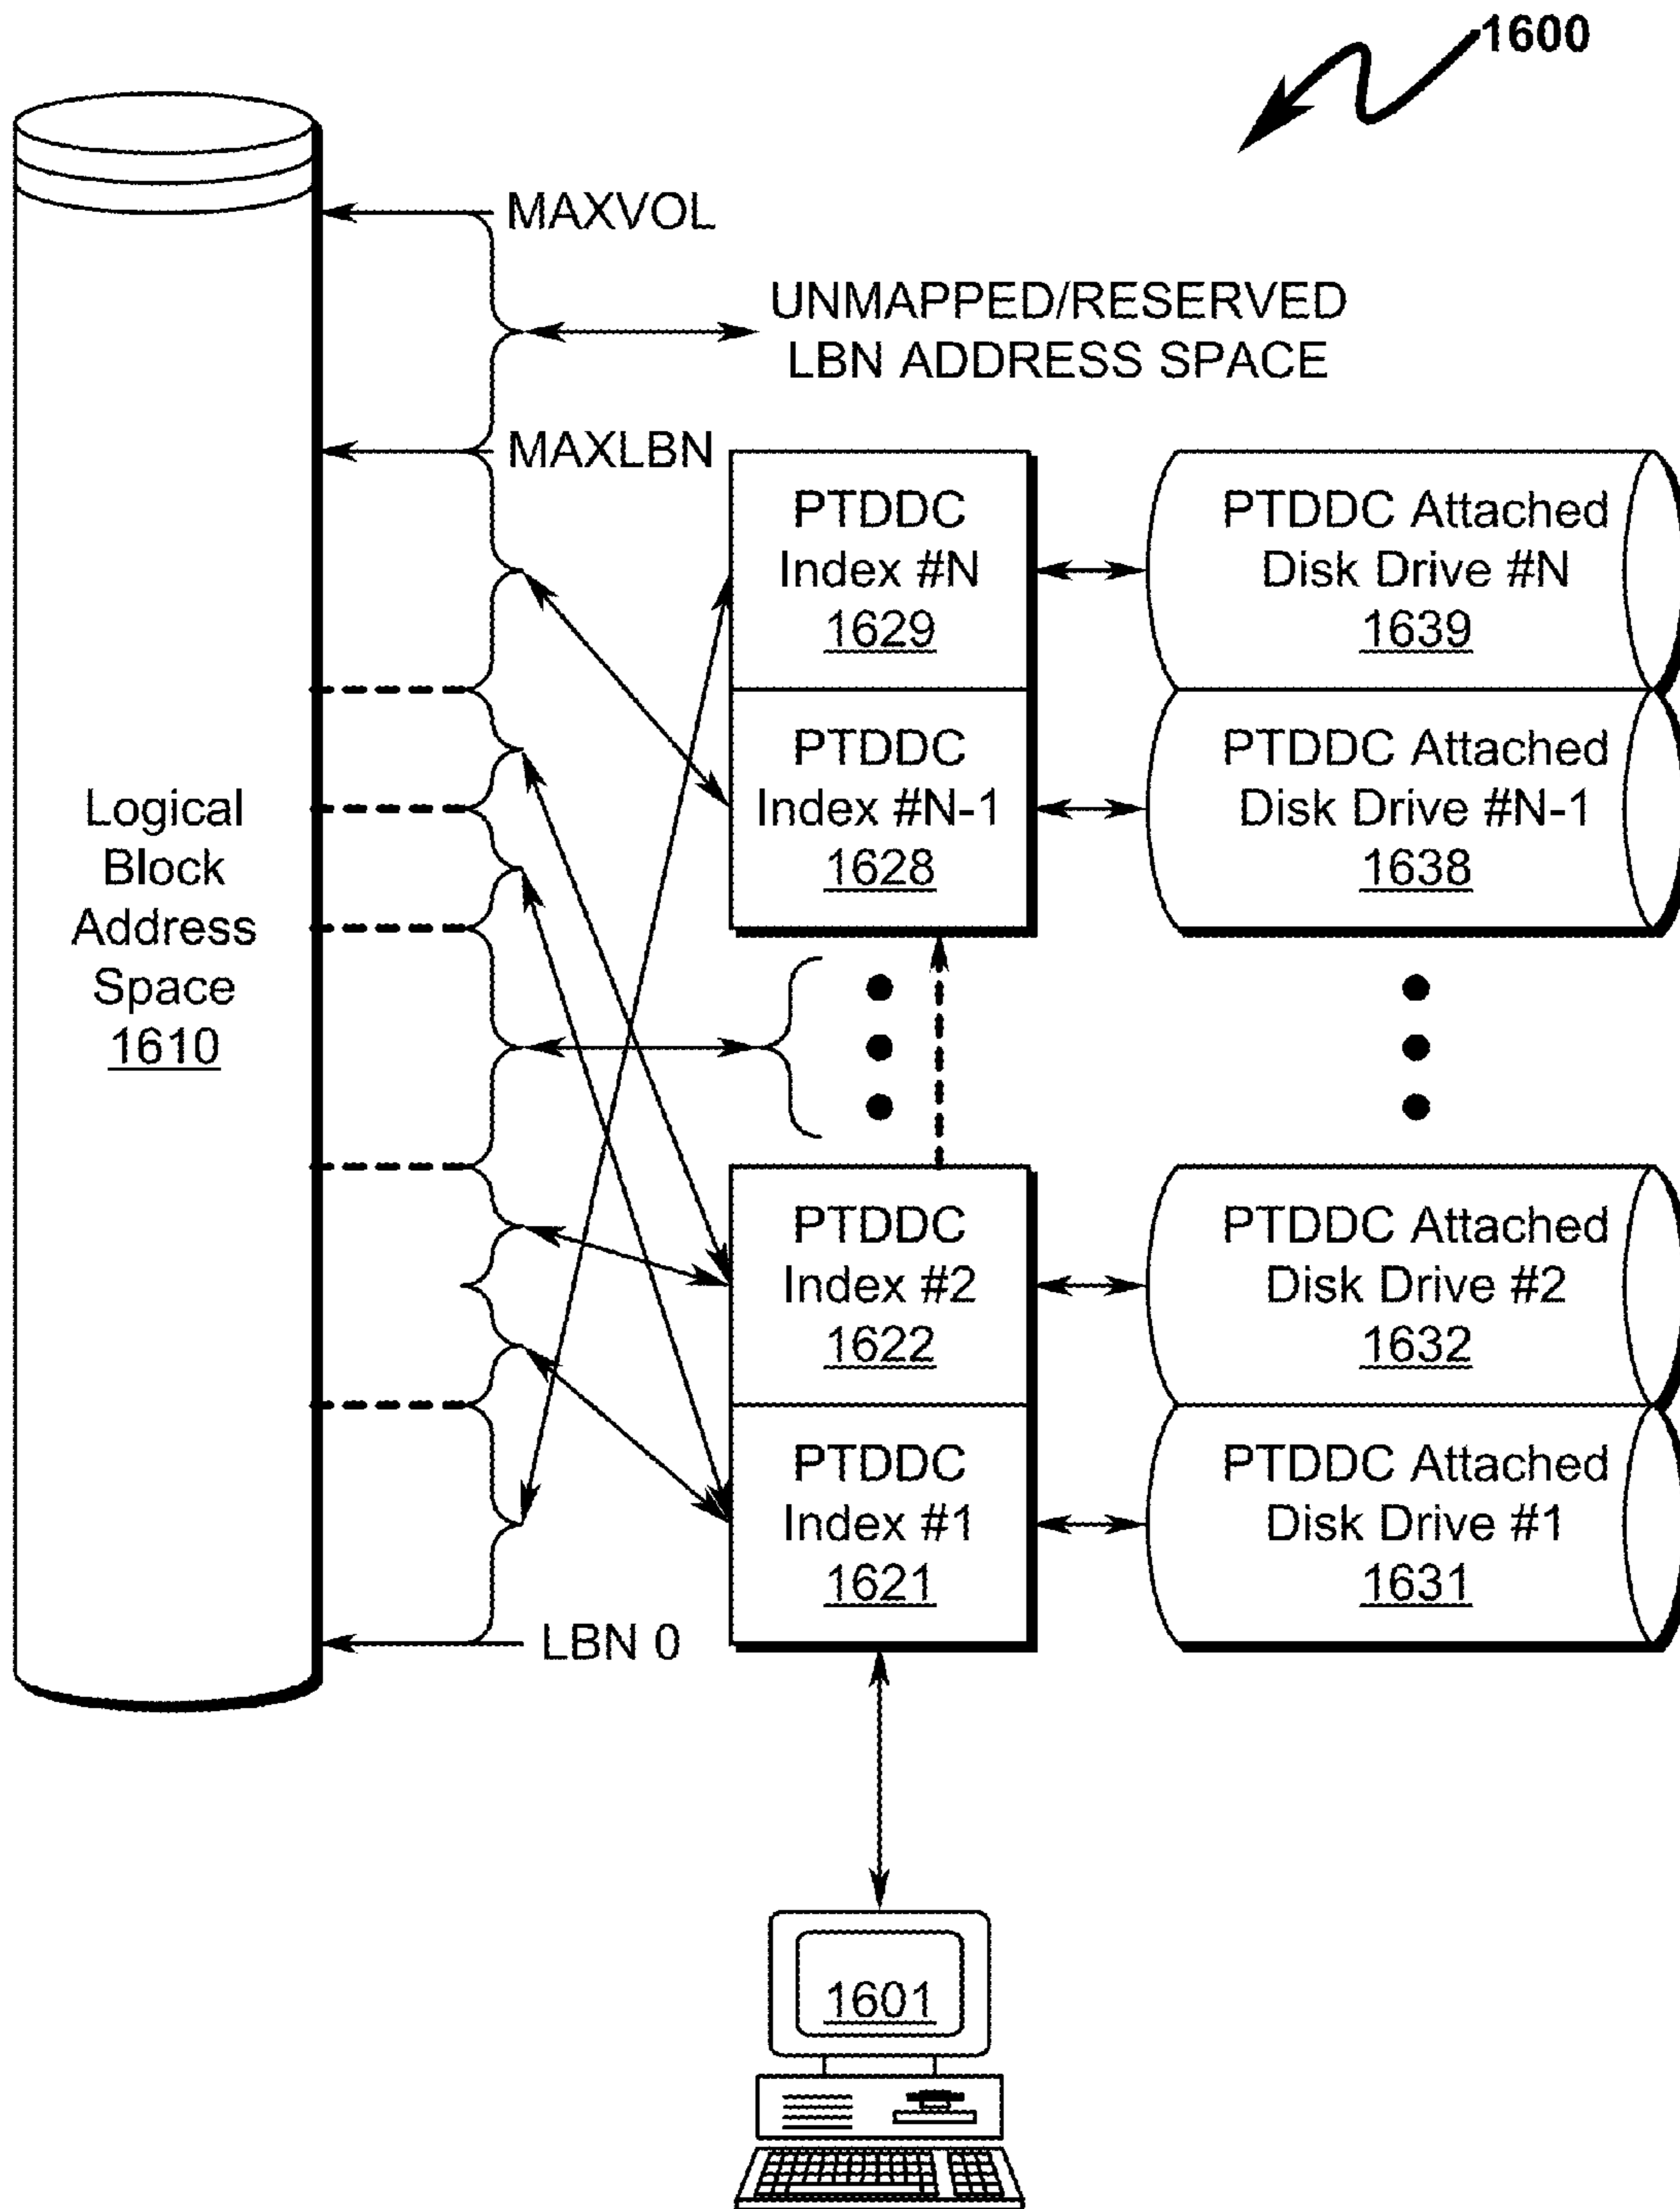 1600
MAXVOL
UNMAPPED/RESERVED
LBN ADDRESS SPACE
MAXLBN
PTDDC
Index #N
1629
PTDDC Attached
Disk Drive #N
1639
PTDDC
Index #N-1
1628
PTDDC Attached
Disk Drive #N-1
1638
Logical
Block
Address
Space
1610
PTDDC
Index #2
1622
PTDDC Attached
Disk Drive #2
1632
PTDDC
Index #1
1621
PTDDC Attached
Disk Drive #1
1631
LBN 0
1601